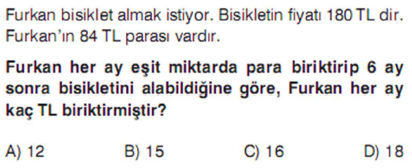 Furkan bisiklet almak istiyor. Bisikletin fiyatı 180 TL dir.
Furkan'ın 84 TL parası vardır.
Furkan her ay eşit miktarda para biriktirip 6 ay
sonra bisikletini alabildiğine göre, Furkan her ay
kaç TL biriktirmiştir?
A) 12 B) 15 C) 16 D) 18